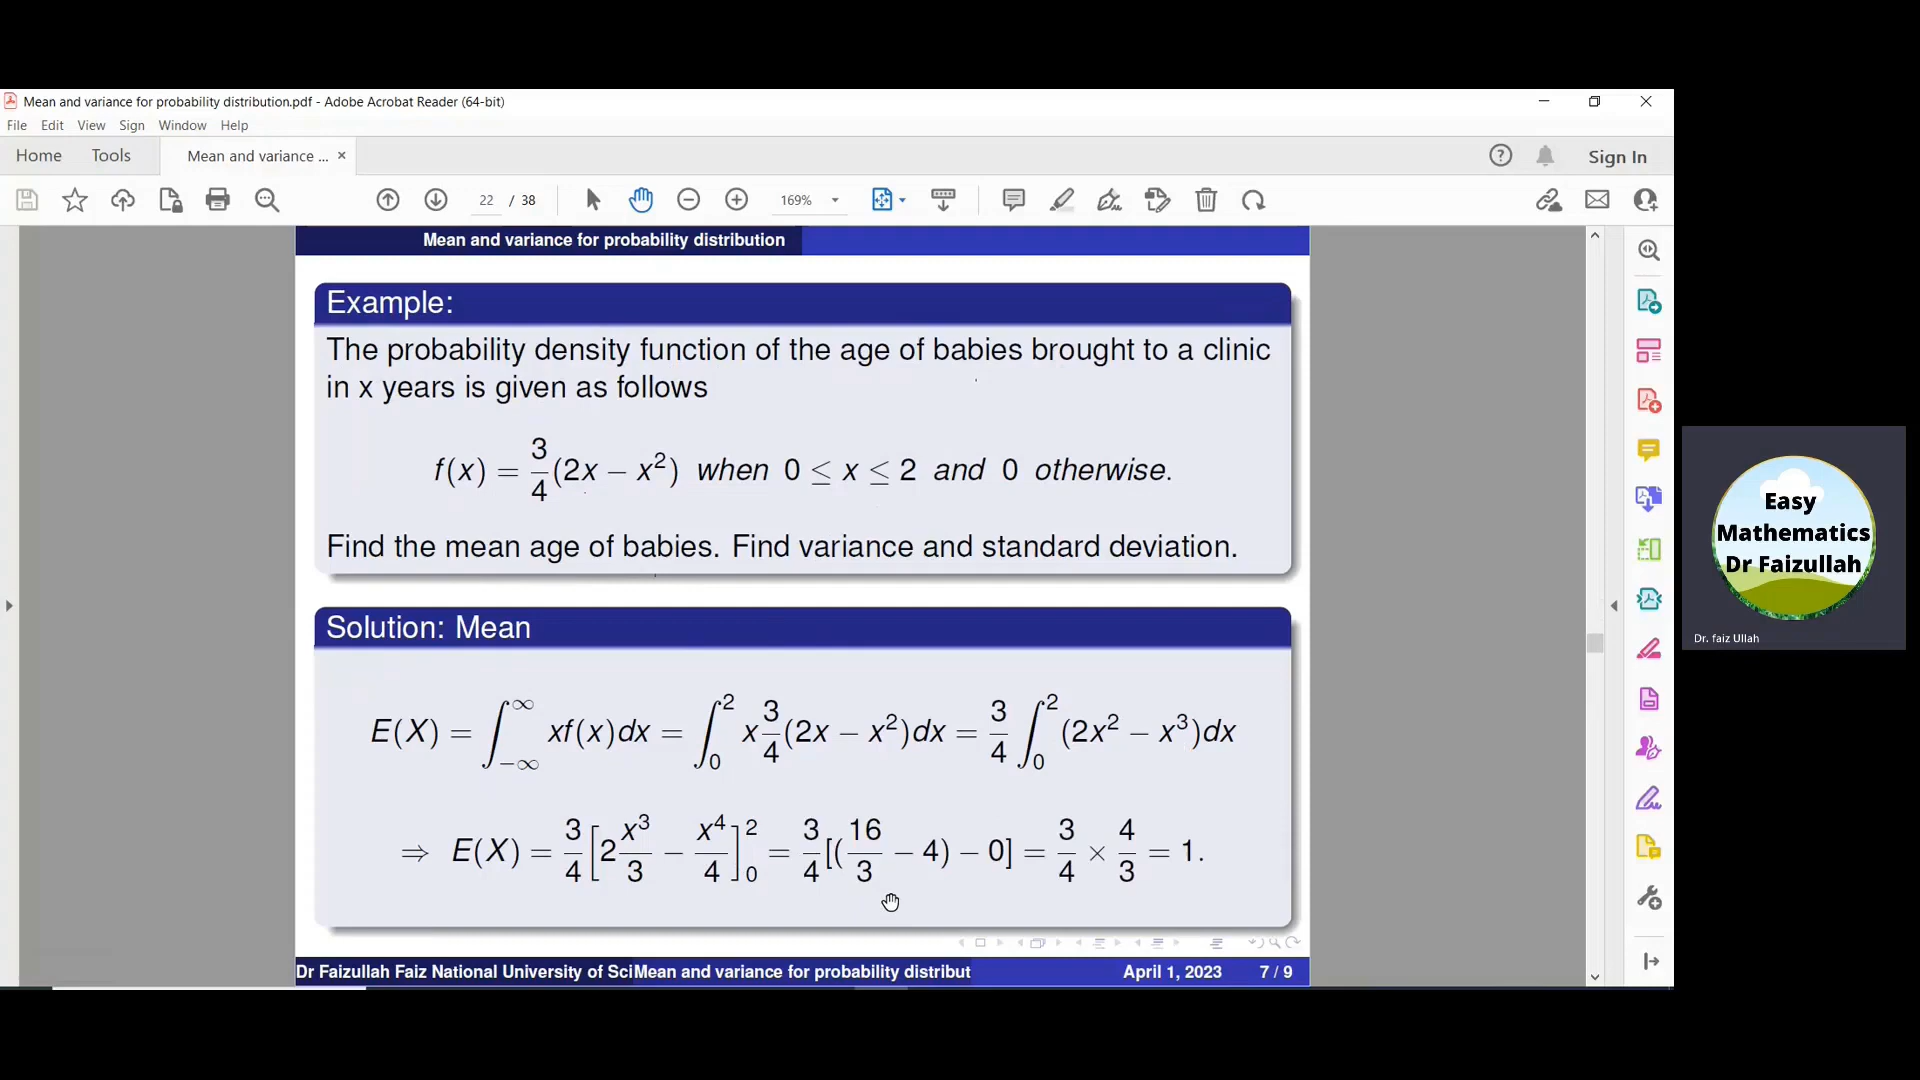 Mean and variance for probability distribution.pdf - Adobe Acrobat Reader (64-bit)
File Edit View Sign Window Help
Home Tools Mean and variance ... × Sign In
22 / 38 169%
Mean and variance for probability distribution
Example:
The probability density function of the age of babies brought to a clinic
in x years is given as follows
f(x) = 3/4 (2x − x²) when 0 ≤ x ≤ 2 and 0 otherwise.
Find the mean age of babies. Find variance and standard deviation.
Solution: Mean
E(X) = ∫_{−∞}^{∞} xf(x)dx = ∫_0^2 x 3/4 (2x − x²)dx = 3/4 ∫_0^2 (2x² − x³)dx
⇒ E(X) = 3/4 [2 x³/3 − x⁴/4]_0^2 = 3/4 [(16/3 − 4) − 0] = 3/4 × 4/3 = 1.
Dr Faizullah Faiz National University of Sci Mean and variance for probability distribut April 1, 2023 7 / 9
Easy
Mathematics
Dr Faizullah
Dr. faiz Ullah